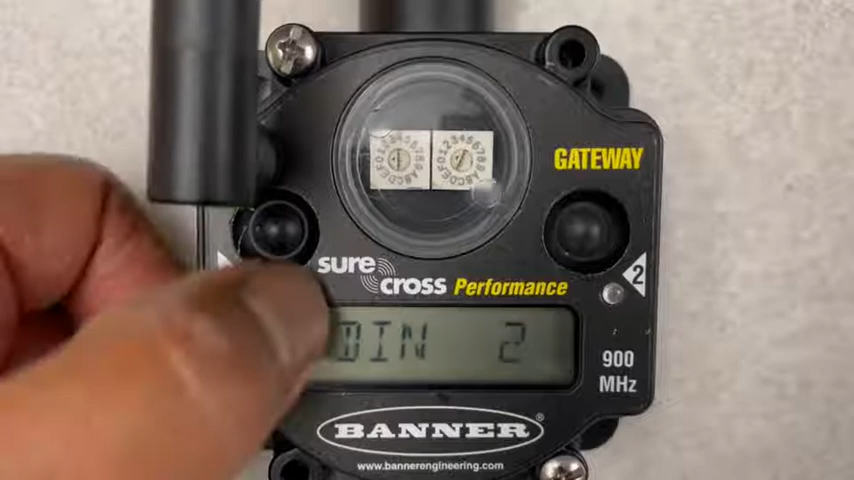 GATEWAY
sure
cross Performance
2
DIN 2
900
MHz
BANNER®
www.bannerengineering.com